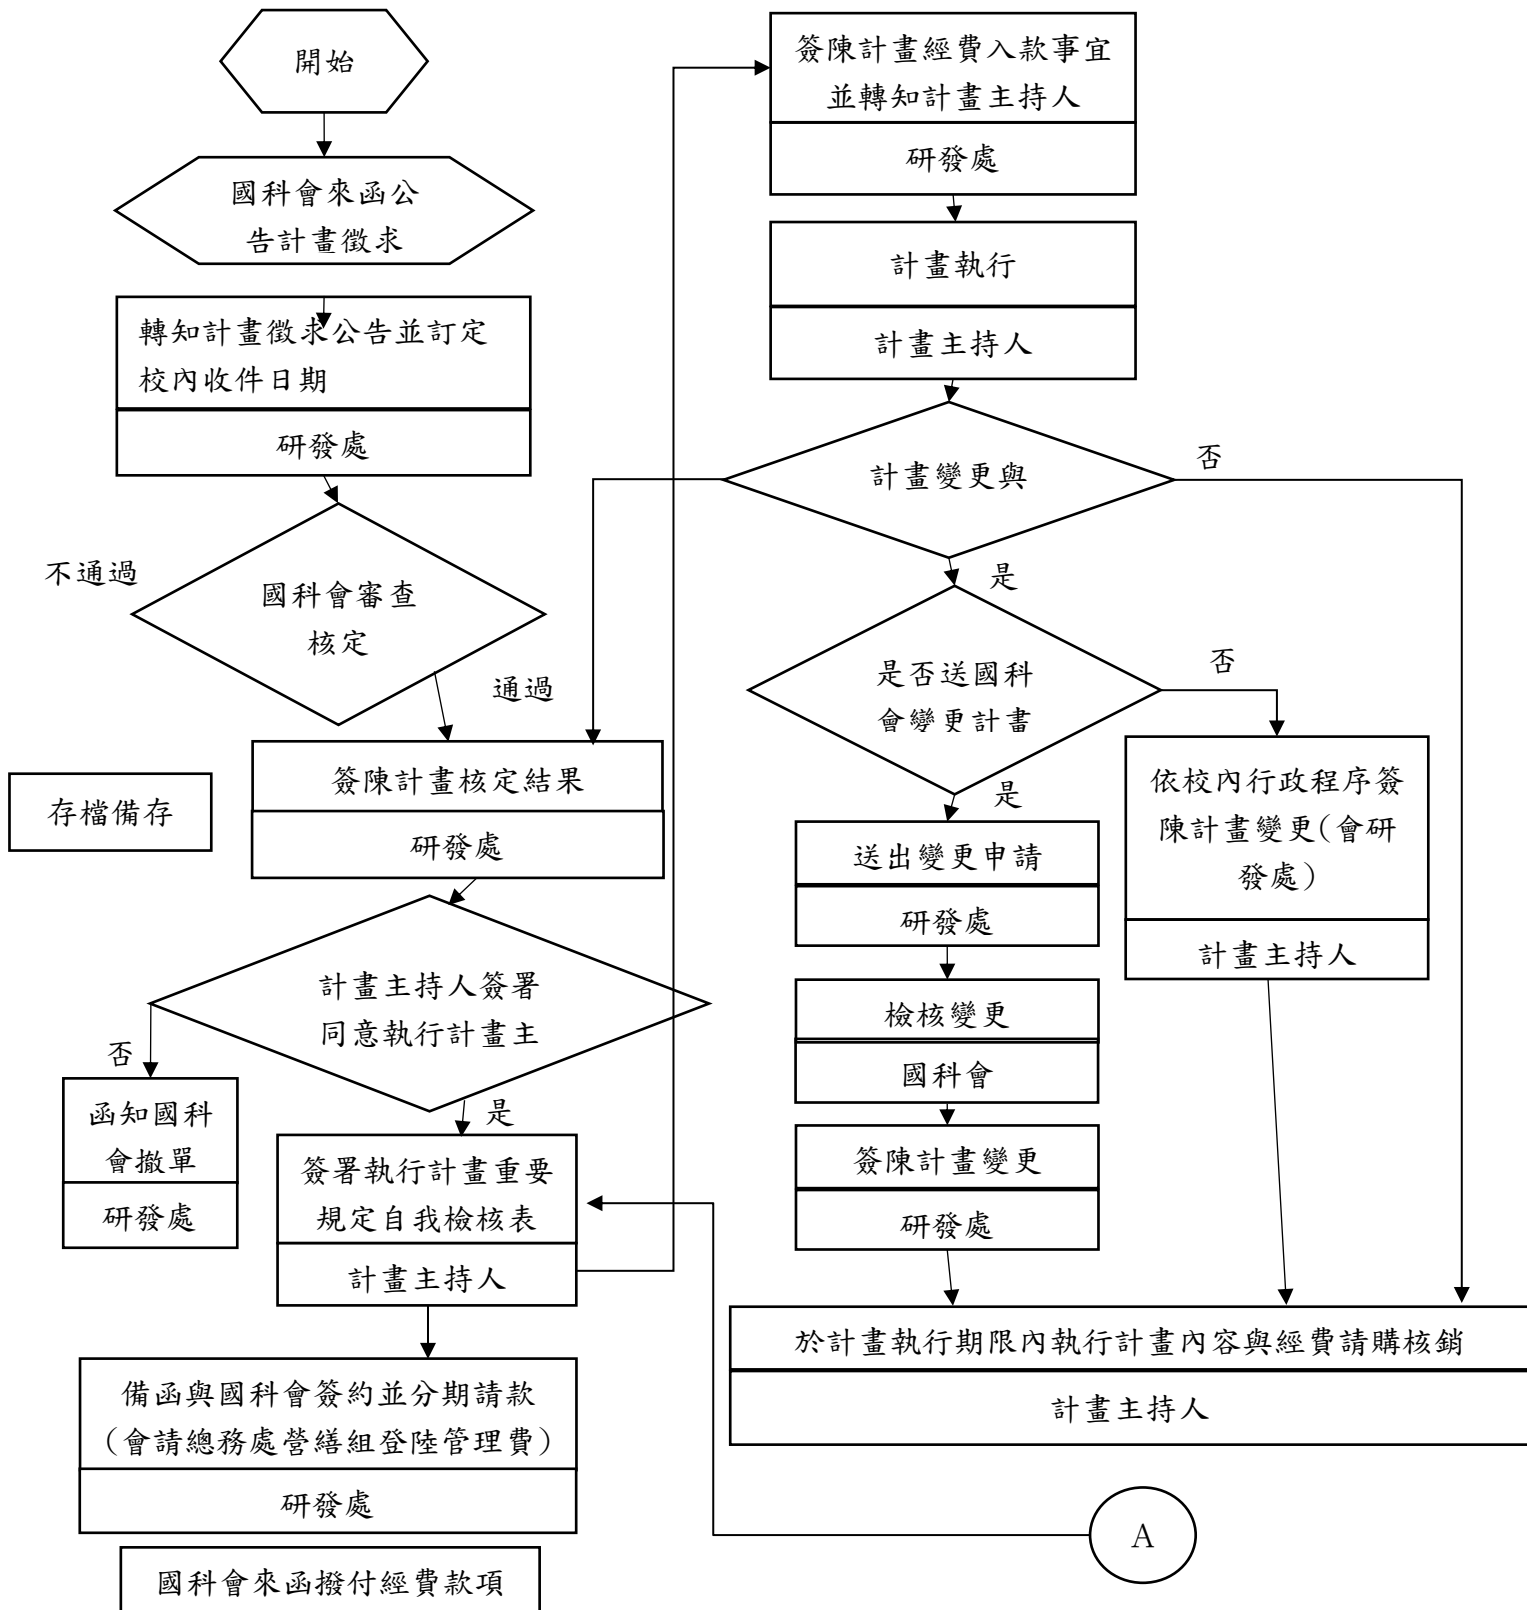 開始
國科會來函公
告計畫徵求
轉知計畫徵求公告並訂定
校內收件日期
研發處
不通過
國科會審查
核定
通過
簽陳計畫核定結果
研發處
存檔備存
計畫主持人簽署
同意執行計畫主
否
函知國科
會撤單
研發處
是
簽署執行計畫重要
規定自我檢核表
計畫主持人
備函與國科會簽約並分期請款
(會請總務處營繕組登陸管理費)
研發處
國科會來函撥付經費款項
簽陳計畫經費入款事宜
並轉知計畫主持人
研發處
計畫執行
計畫主持人
計畫變更與
否
是
是否送國科
會變更計畫
否
是
依校內行政程序簽
陳計畫變更(會研
發處)
計畫主持人
送出變更申請
研發處
檢核變更
國科會
簽陳計畫變更
研發處
於計畫執行期限內執行計畫內容與經費請購核銷
計畫主持人
A